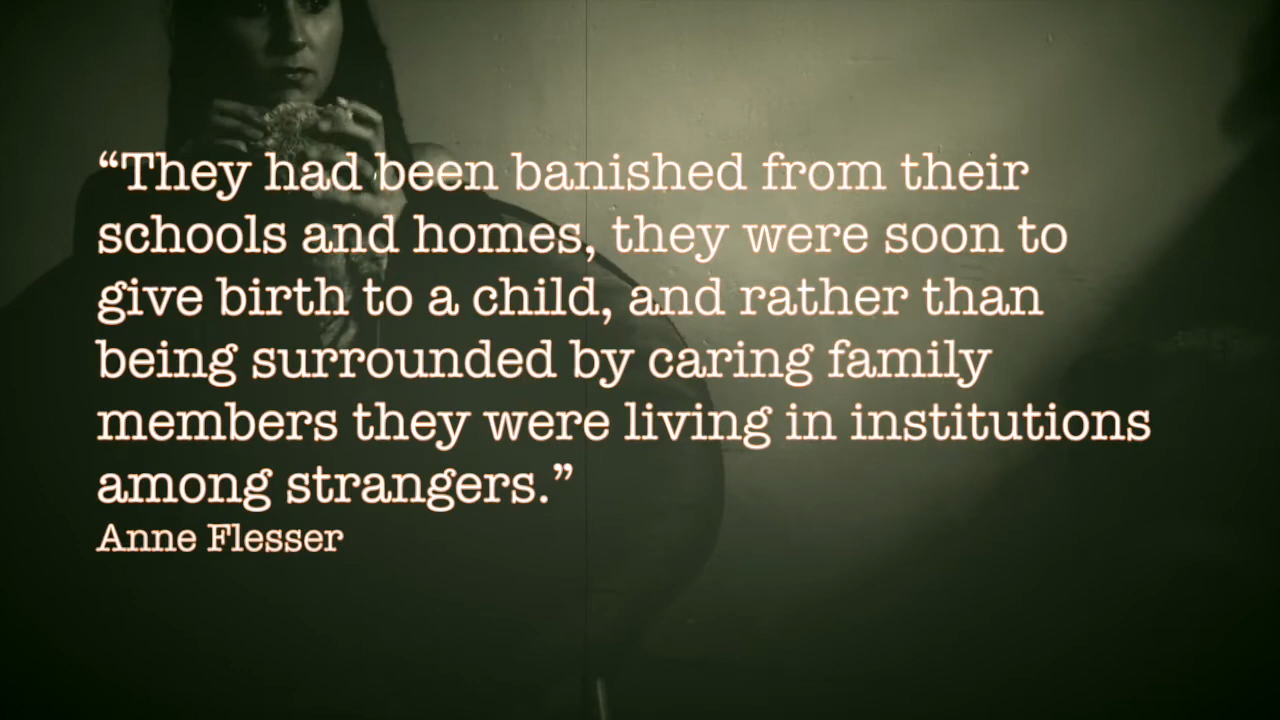 “They had been banished from their
schools and homes, they were soon to
give birth to a child, and rather than
being surrounded by caring family
members they were living in institutions
among strangers.”
Anne Flesser